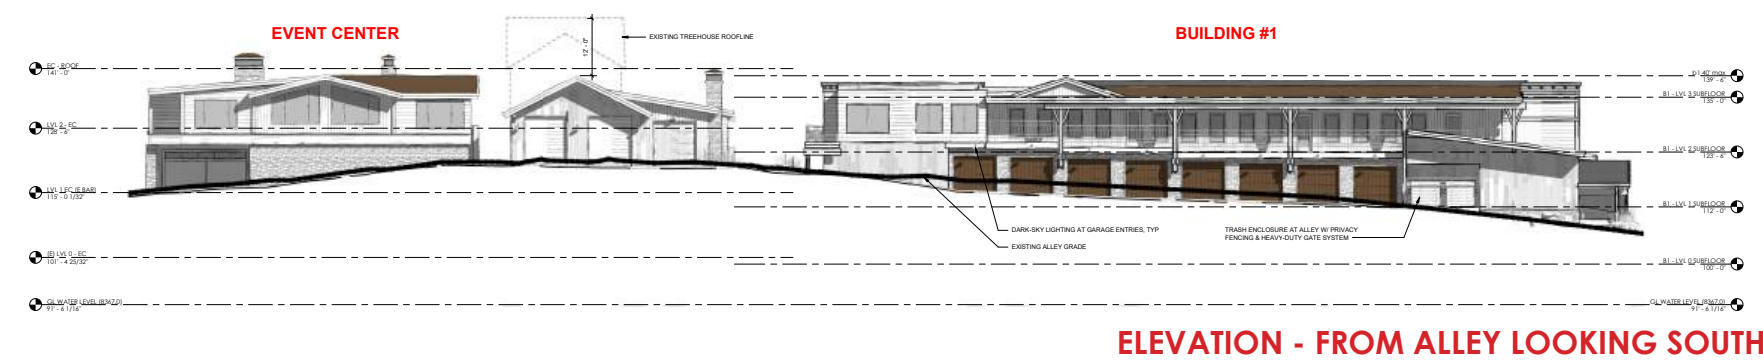 EVENT CENTER
BUILDING #1
EXISTING TREEHOUSE ROOFLINE
12' - 0"
EC - ROOF
141' - 0"
LVL 2 - EC
128' - 6"
LVL 1 EC (E BAR)
115' - 0 1/32"
(E) LVL 0 - EC
101' - 4 25/32"
GL WATER LEVEL (8367.0)
91' - 6 1/16"
40' max
139' - 6"
B1 - LVL 3 SUBFLOOR
135' - 0"
B1 - LVL 2 SUBFLOOR
123' - 6"
B1 - LVL 1 SUBFLOOR
112' - 0"
B1 - LVL 0 SUBFLOOR
100' - 0"
GL WATER LEVEL (8367.0)
91' - 6 1/16"
DARK-SKY LIGHTING AT GARAGE ENTRIES, TYP
EXISTING ALLEY GRADE
TRASH ENCLOSURE AT ALLEY W/ PRIVACY
FENCING & HEAVY-DUTY GATE SYSTEM
ELEVATION - FROM ALLEY LOOKING SOUTH